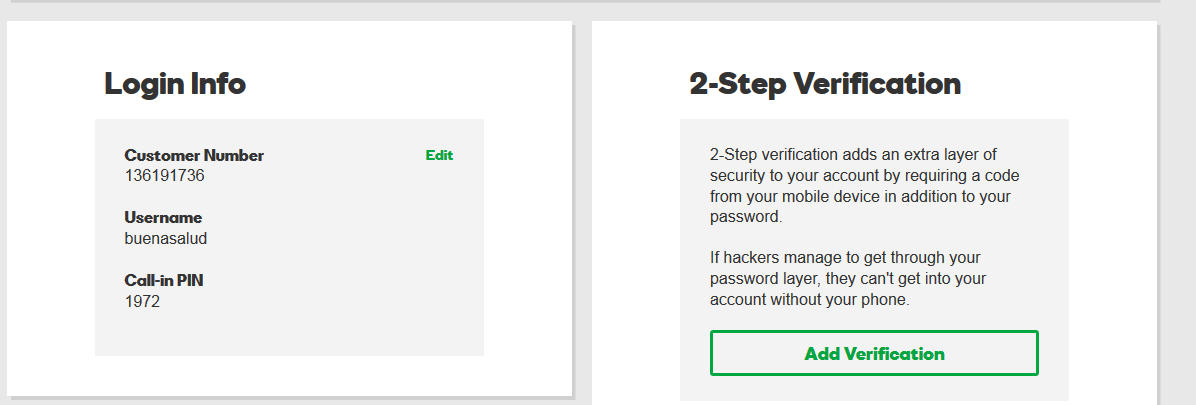 Login Info
Customer Number
Edit
136191736
Username
buenasalud
Call-in PIN
1972
2-Step Verification
2-Step verification adds an extra layer of
security to your account by requiring a code
from your mobile device in addition to your
password.
If hackers manage to get through your
password layer, they can't get into your
account without your phone.
Add Verification